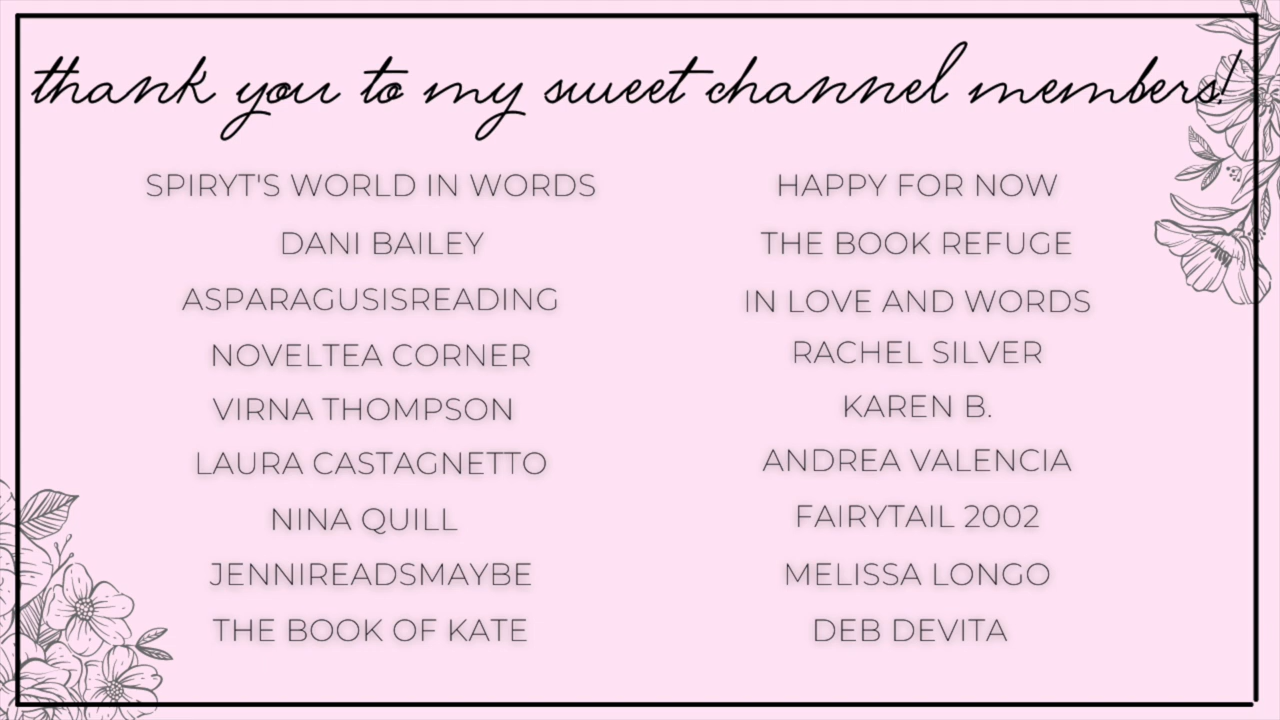 thank you to my sweet channel members!
SPIRYT'S WORLD IN WORDS
DANI BAILEY
ASPARAGUSISREADING
NOVELTEA CORNER
VIRNA THOMPSON
LAURA CASTAGNETTO
NINA QUILL
JENNIREADSMAYBE
THE BOOK OF KATE
HAPPY FOR NOW
THE BOOK REFUGE
IN LOVE AND WORDS
RACHEL SILVER
KAREN B.
ANDREA VALENCIA
FAIRYTAIL 2002
MELISSA LONGO
DEB DEVITA